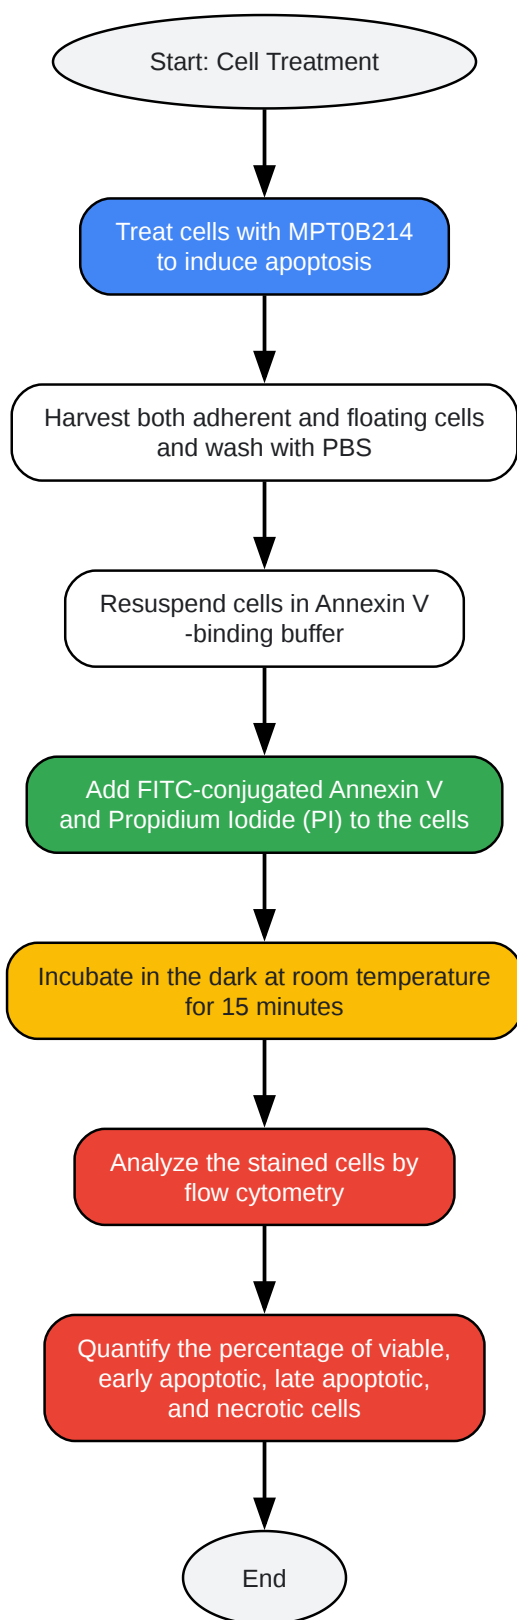 Start: Cell Treatment
Treat cells with MPT0B214
to induce apoptosis
Harvest both adherent and floating cells
and wash with PBS
Resuspend cells in Annexin V
-binding buffer
Add FITC-conjugated Annexin V
and Propidium Iodide (PI) to the cells
Incubate in the dark at room temperature
for 15 minutes
Analyze the stained cells by
flow cytometry
Quantify the percentage of viable,
early apoptotic, late apoptotic,
and necrotic cells
End